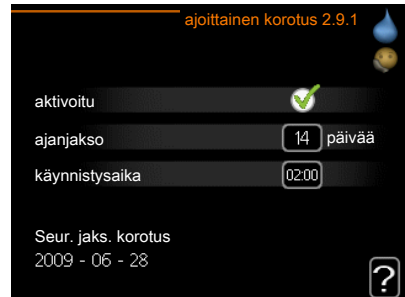 ajoittainen korotus 2.9.1
aktivoitu
ajanjakso 14 päivää
käynnistysaika 02:00
Seur. jaks. korotus
2009 - 06 - 28
?